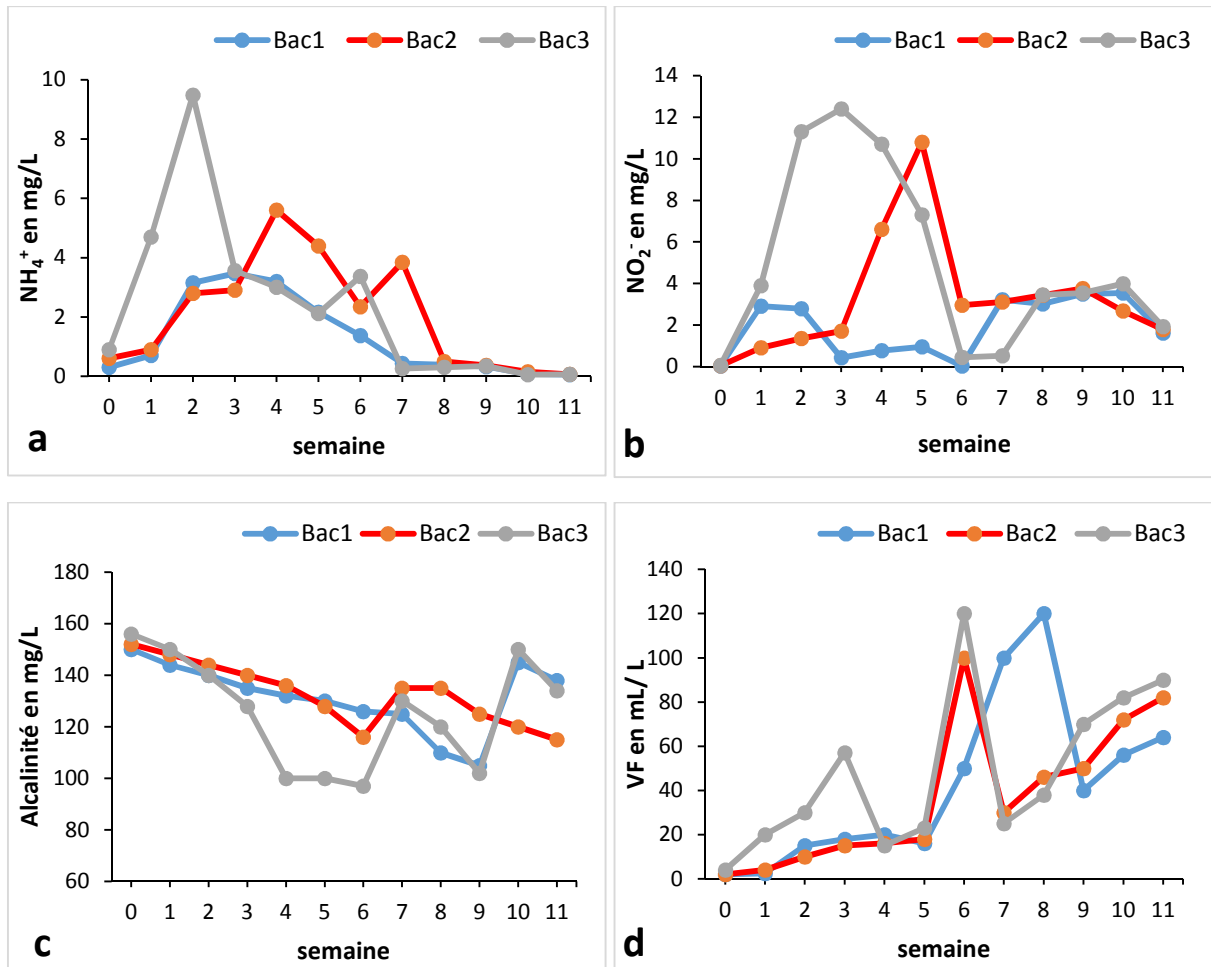 Bac1 Bac2 Bac3
10
8
6
4
2
0
NH₄⁺ en mg/L
0 1 2 3 4 5 6 7 8 9 10 11
semaine
a
Bac1 Bac2 Bac3
14
12
10
8
6
4
2
0
NO₂⁻ en mg/L
0 1 2 3 4 5 6 7 8 9 10 11
semaine
b
Bac1 Bac2 Bac3
180
160
140
120
100
80
60
Alcalinité en mg/L
0 1 2 3 4 5 6 7 8 9 10 11
semaine
c
Bac1 Bac2 Bac3
140
120
100
80
60
40
20
0
VF en mL/ L
0 1 2 3 4 5 6 7 8 9 10 11
semaine
d